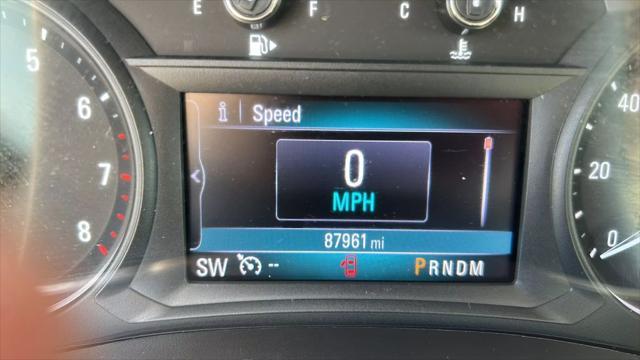 E F C H
i Speed
5
6
7
8
0
MPH
87961 mi
SW -- PRNDM
40
20
0